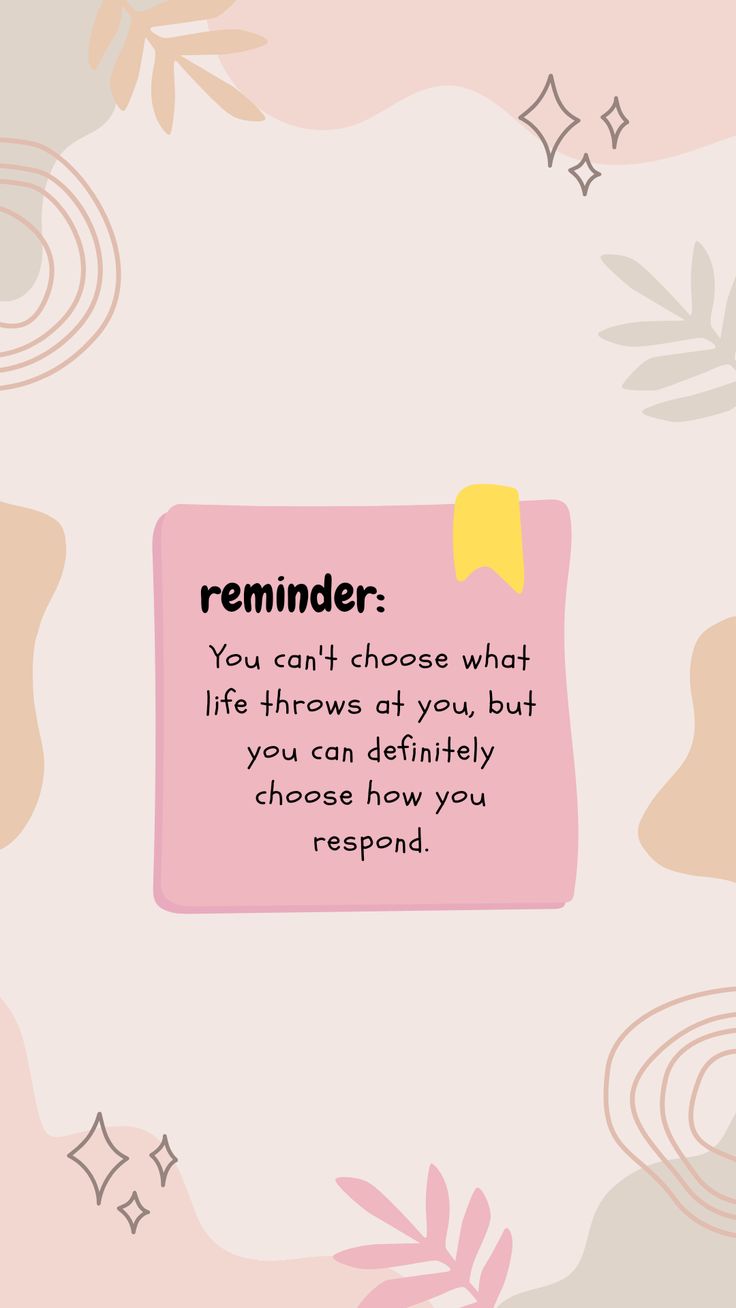 reminder:
You can't choose what
life throws at you, but
you can definitely
choose how you
respond.